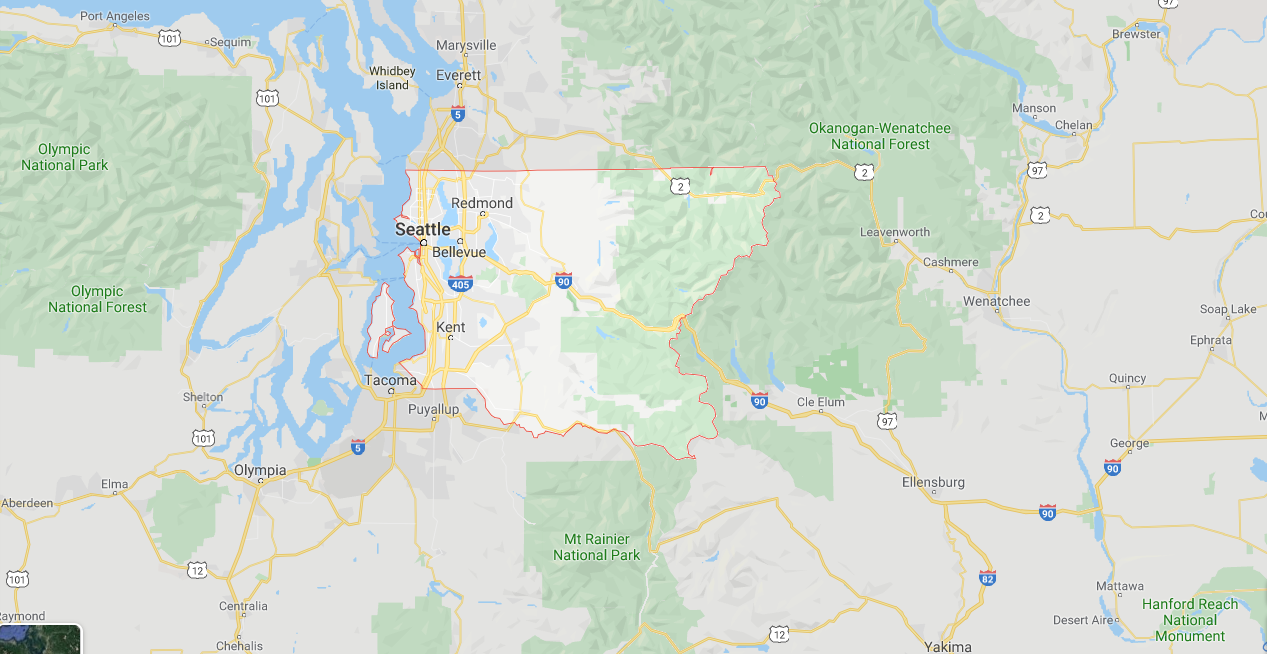 Port Angeles
97
101
Sequim
Brewster
Marysville
Whidbey
Island
Everett
101
5
Manson
Chelan
Okanogan-Wenatchee
National Forest
Olympic
National Park
2
97
2
Redmond
2
Seattle
Leavenworth
Bellevue
Cashmere
90
405
Olympic
National Forest
Wenatchee
Soap Lake
Kent
Ephrata
Tacoma
Quincy
Shelton
90
Cle Elum
Puyallup
97
101
5
George
Olympia
90
Elma
Ellensburg
Aberdeen
90
Mt Rainier
National Park
12
101
82
Mattawa
Centralia
Hanford Reach
National
Monument
Raymond
Desert Aire
12
Chehalis
Yakima